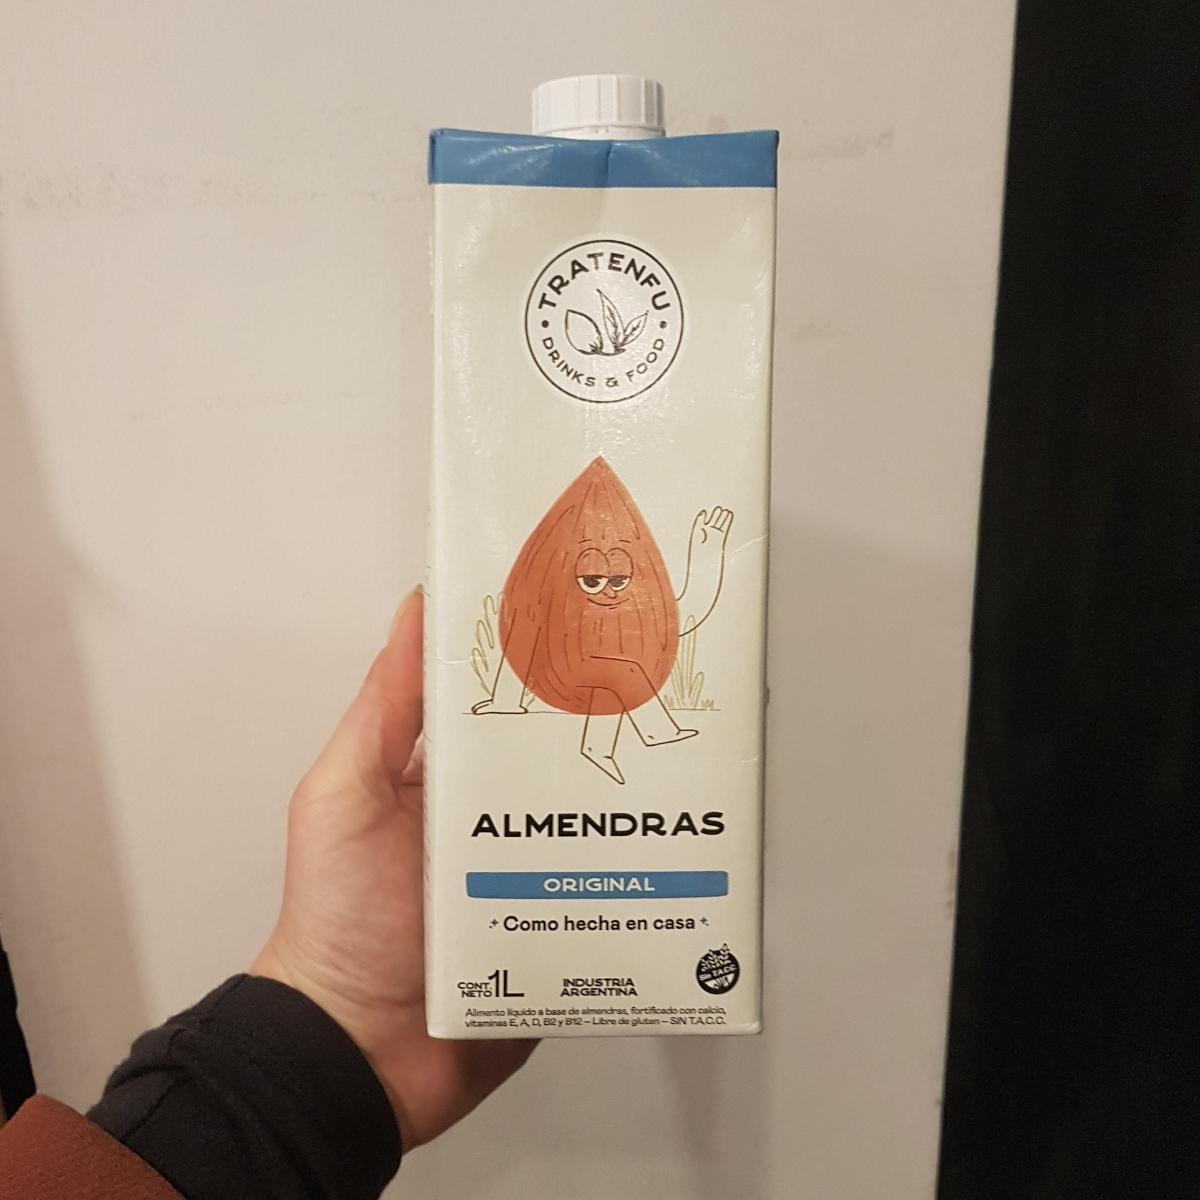 TRATENFU
DRINKS & FOOD
ALMENDRAS
ORIGINAL
Como hecha en casa
CONT. NETO 1L
INDUSTRIA
ARGENTINA
Sin T.A.C.C.
Alimento líquido a base de almendras, fortificado con calcio,
vitaminas E, A, D, B2 y B12 – Libre de gluten – SIN T.A.C.C.